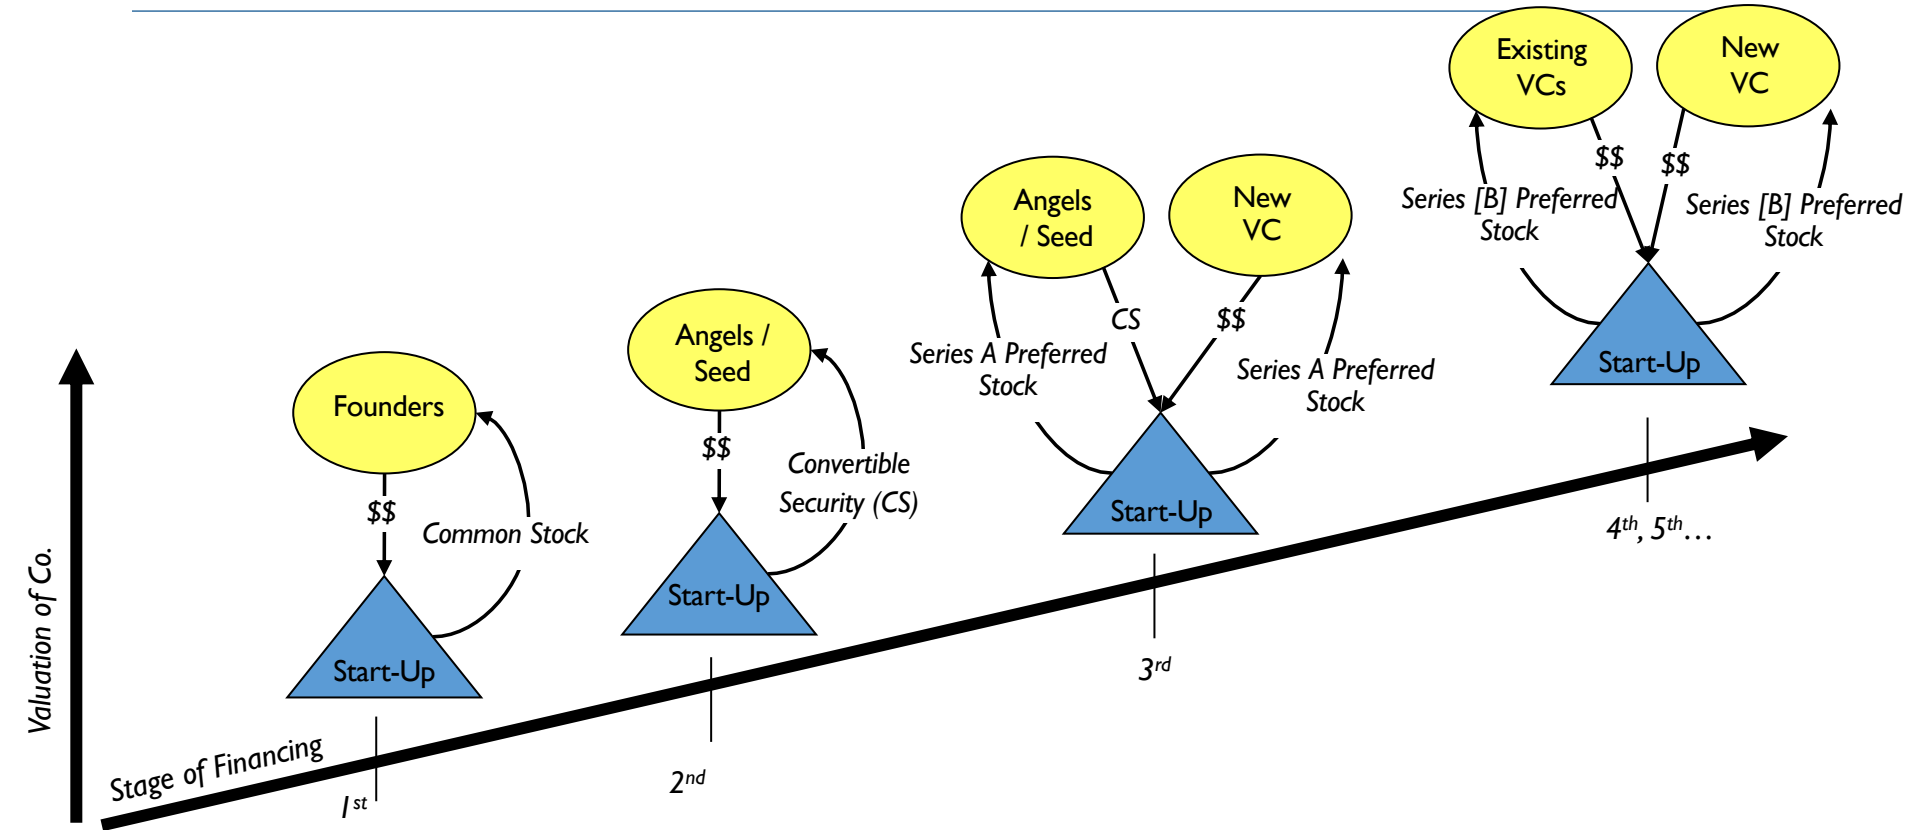 Existing
VCs
New
VC
$$
$$
Series [B] Preferred
Stock
Series [B] Preferred
Stock
Start-Up
4th, 5th…
Angels
/ Seed
New
VC
CS
$$
Series A Preferred
Stock
Series A Preferred
Stock
Start-Up
3rd
Angels /
Seed
$$
Convertible
Security (CS)
Start-Up
2nd
Founders
$$
Common Stock
Start-Up
1st
Valuation of Co.
Stage of Financing